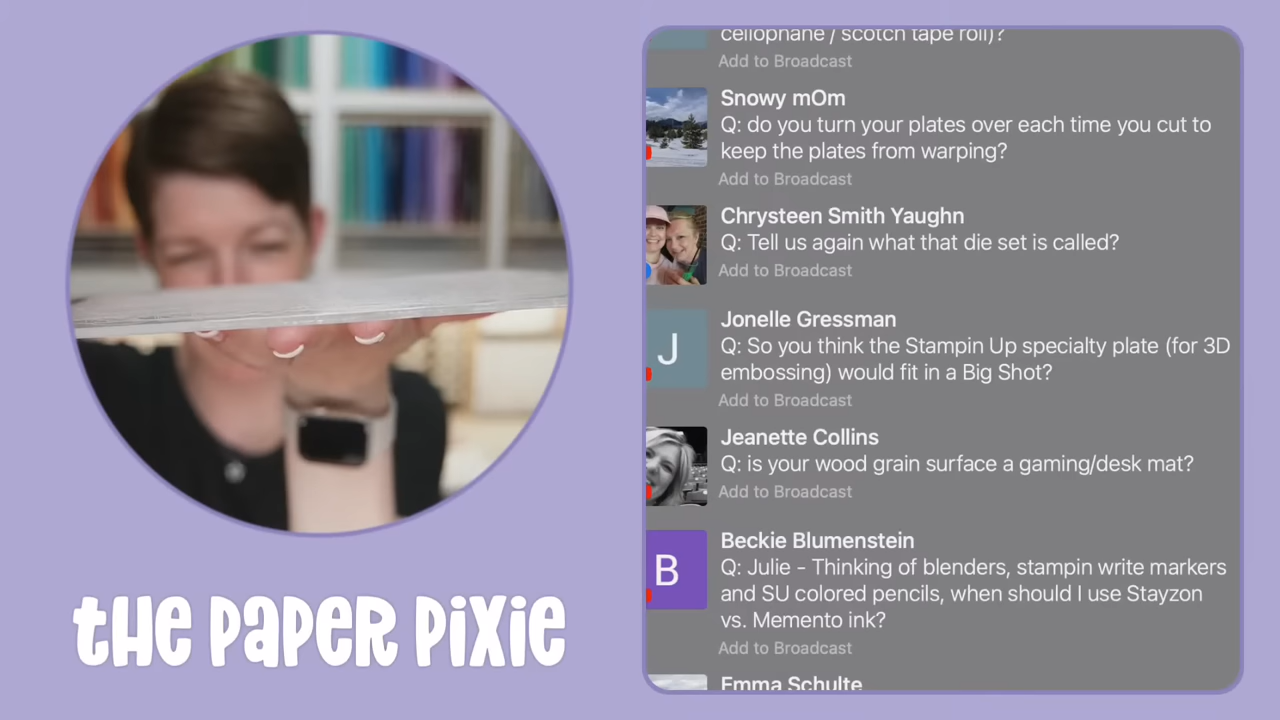 cellophane / scotch tape roll)?
Add to Broadcast
Snowy mOm
Q: do you turn your plates over each time you cut to
keep the plates from warping?
Add to Broadcast
Chrysteen Smith Yaughn
Q: Tell us again what that die set is called?
Add to Broadcast
J
Jonelle Gressman
Q: So you think the Stampin Up specialty plate (for 3D
embossing) would fit in a Big Shot?
Add to Broadcast
Jeanette Collins
Q: is your wood grain surface a gaming/desk mat?
Add to Broadcast
B
Beckie Blumenstein
Q: Julie - Thinking of blenders, stampin write markers
and SU colored pencils, when should I use Stayzon
vs. Memento ink?
Add to Broadcast
Emma Schulte
the paper pixie